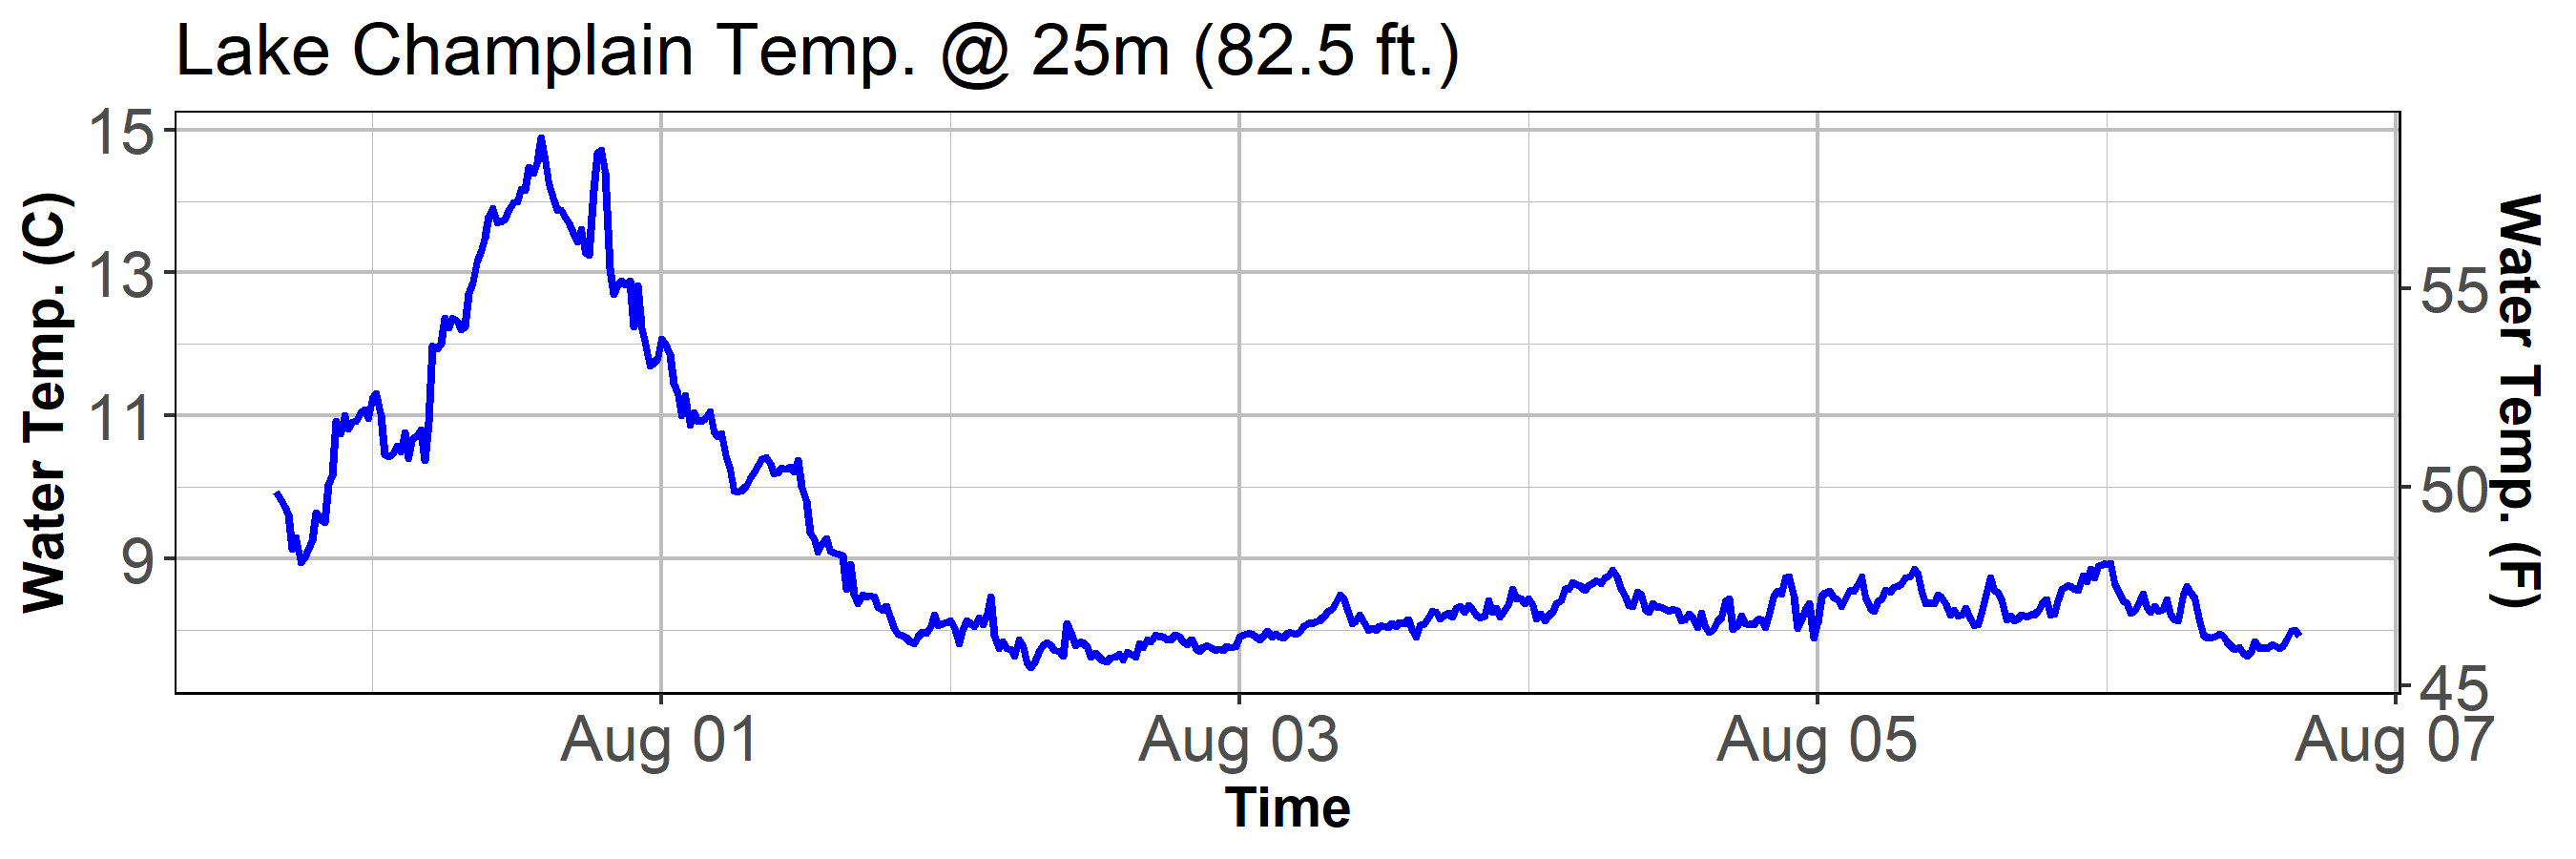 Lake Champlain Temp. @ 25m (82.5 ft.)
Water Temp. (C)
15
13
11
9
55
50
45
Water Temp. (F)
Aug 01 Aug 03 Aug 05 Aug 07
Time